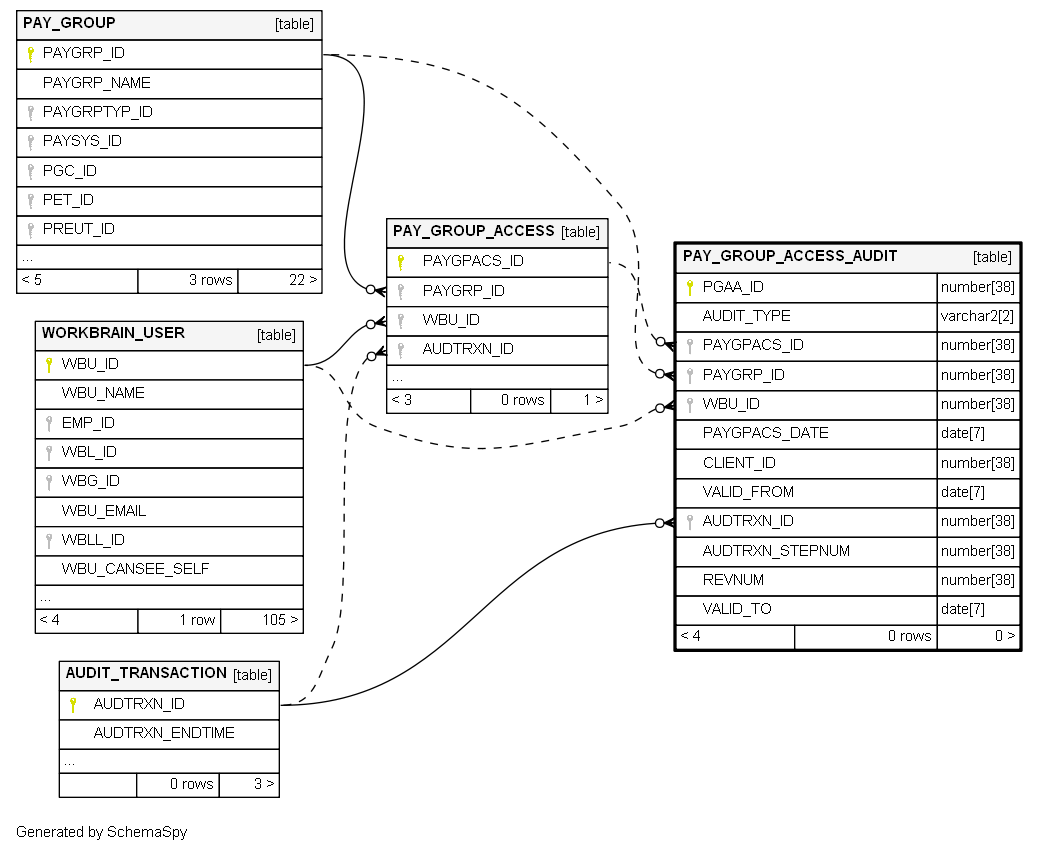 PAY_GROUP [table]
PAYGRP_ID
PAYGRP_NAME
PAYGRPTYP_ID
PAYSYS_ID
PGC_ID
PET_ID
PREUT_ID
...
< 5 3 rows 22 >
WORKBRAIN_USER [table]
WBU_ID
WBU_NAME
EMP_ID
WBL_ID
WBG_ID
WBU_EMAIL
WBLL_ID
WBU_CANSEE_SELF
...
< 4 1 row 105 >
AUDIT_TRANSACTION [table]
AUDTRXN_ID
AUDTRXN_ENDTIME
...
0 rows 3 >
PAY_GROUP_ACCESS [table]
PAYGPACS_ID
PAYGRP_ID
WBU_ID
AUDTRXN_ID
...
< 3 0 rows 1 >
PAY_GROUP_ACCESS_AUDIT [table]
PGAA_ID number[38]
AUDIT_TYPE varchar2[2]
PAYGPACS_ID number[38]
PAYGRP_ID number[38]
WBU_ID number[38]
PAYGPACS_DATE date[7]
CLIENT_ID number[38]
VALID_FROM date[7]
AUDTRXN_ID number[38]
AUDTRXN_STEPNUM number[38]
REVNUM number[38]
VALID_TO date[7]
< 4 0 rows 0 >
Generated by SchemaSpy